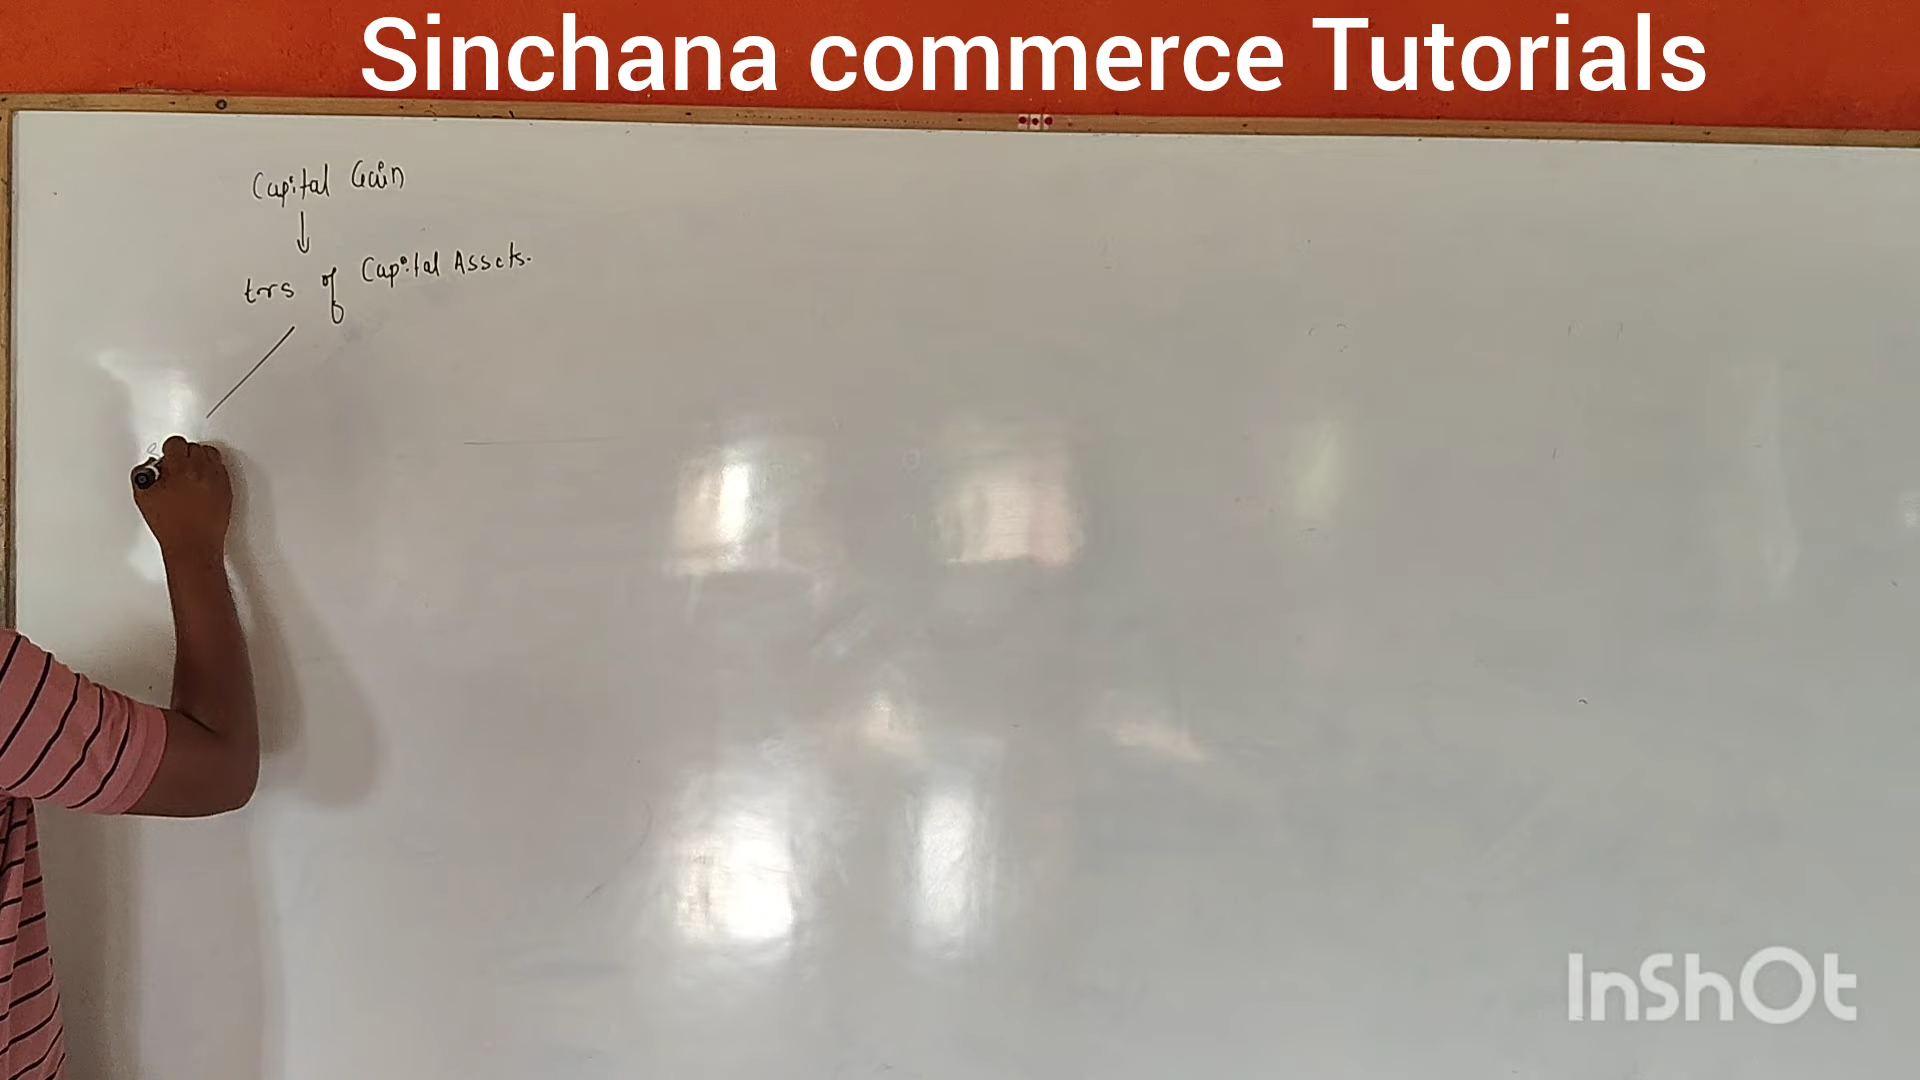 Sinchana commerce Tutorials
Capital Gain
trs of Capital Assets.
InShOt